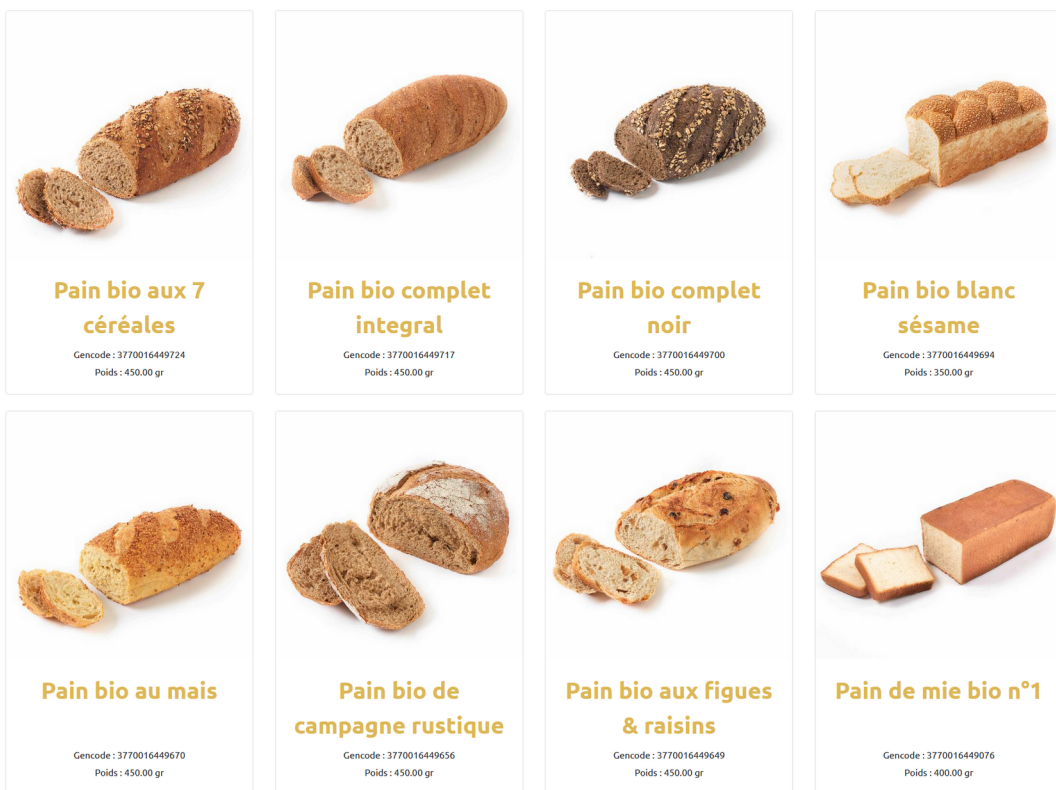 Pain bio aux 7
céréales
Gencode : 3770016449724
Poids : 450.00 gr
Pain bio complet
integral
Gencode : 3770016449717
Poids : 450.00 gr
Pain bio complet
noir
Gencode : 3770016449700
Poids : 450.00 gr
Pain bio blanc
sésame
Gencode : 3770016449694
Poids : 350.00 gr
Pain bio au mais
Gencode : 3770016449670
Poids : 450.00 gr
Pain bio de
campagne rustique
Gencode : 3770016449656
Poids : 450.00 gr
Pain bio aux figues
& raisins
Gencode : 3770016449649
Poids : 450.00 gr
Pain de mie bio n°1
Gencode : 3770016449076
Poids : 400.00 gr